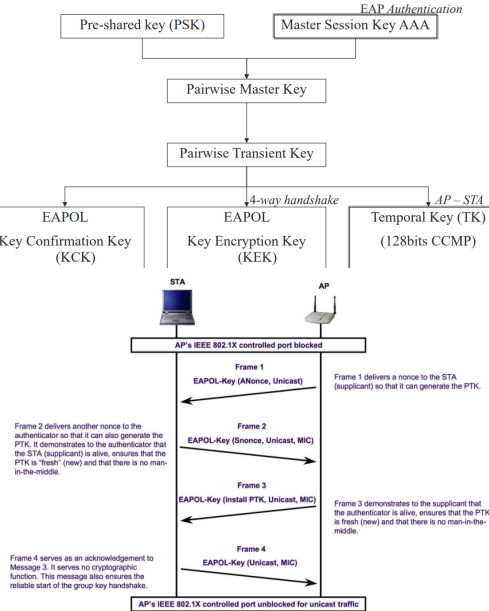 EAP Authentication
Pre-shared key (PSK)
Master Session Key AAA
Pairwise Master Key
Pairwise Transient Key
4-way handshake
AP – STA
EAPOL
Key Confirmation Key
(KCK)
EAPOL
Key Encryption Key
(KEK)
Temporal Key (TK)
(128bits CCMP)
STA
AP
AP's IEEE 802.1X controlled port blocked
Frame 1
EAPOL-Key (ANonce, Unicast)
Frame 1 delivers a nonce to the STA
(supplicant) so that it can generate the PTK.
Frame 2 delivers another nonce to the
authenticator so that it can also generate the
PTK. It demonstrates to the authenticator that
the STA (supplicant) is alive, ensures that the
PTK is "fresh" (new) and that there is no man-
in-the-middle.
Frame 2
EAPOL-Key (Snonce, Unicast, MIC)
Frame 3
EAPOL-Key (install PTK, Unicast, MIC)
Frame 3 demonstrates to the supplicant that
the authenticator is alive, ensures that the PTK
is fresh (new) and that there is no man-in-the-
middle.
Frame 4 serves as an acknowledgement to
Message 3. It serves no cryptographic
function. This message also ensures the
reliable start of the group key handshake.
Frame 4
EAPOL-Key (Unicast, MIC)
AP's IEEE 802.1X controlled port unblocked for unicast traffic